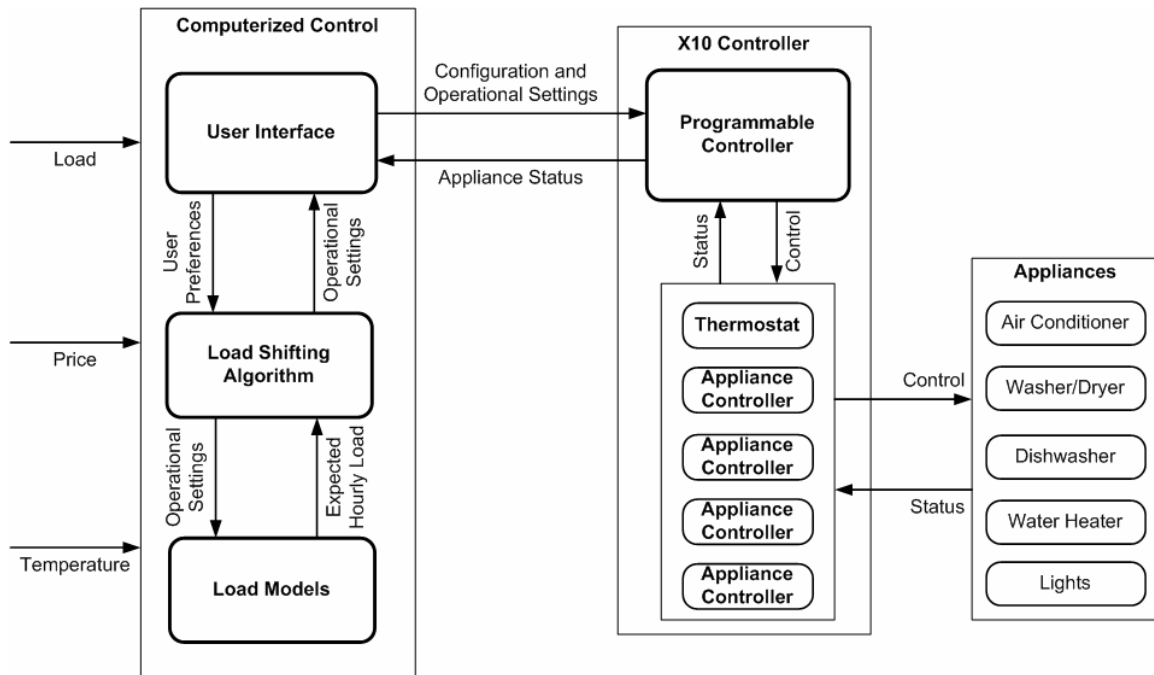 Computerized Control
User Interface
Load
User
Preferences
Operational
Settings
Load Shifting
Algorithm
Price
Operational
Settings
Expected
Hourly Load
Load Models
Temperature
Configuration and
Operational Settings
Appliance Status
X10 Controller
Programmable
Controller
Status
Control
Thermostat
Appliance
Controller
Appliance
Controller
Appliance
Controller
Appliance
Controller
Control
Status
Appliances
Air Conditioner
Washer/Dryer
Dishwasher
Water Heater
Lights